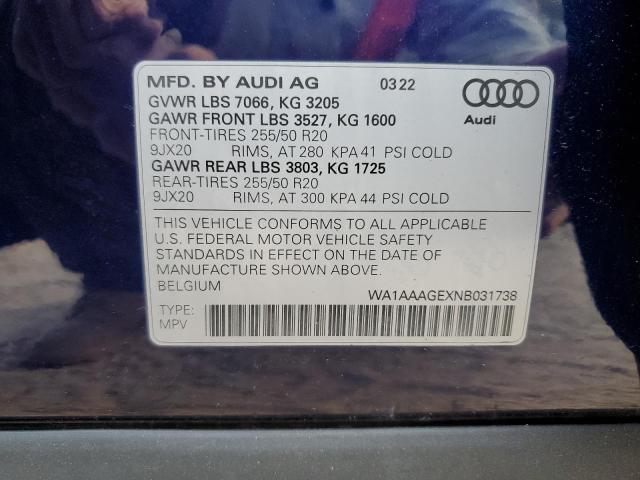 MFD. BY AUDI AG 0322
GVWR LBS 7066, KG 3205
GAWR FRONT LBS 3527, KG 1600
FRONT-TIRES 255/50 R20
9JX20 RIMS, AT 280 KPA 41 PSI COLD
GAWR REAR LBS 3803, KG 1725
REAR-TIRES 255/50 R20
9JX20 RIMS, AT 300 KPA 44 PSI COLD
Audi
THIS VEHICLE CONFORMS TO ALL APPLICABLE
U.S. FEDERAL MOTOR VEHICLE SAFETY
STANDARDS IN EFFECT ON THE DATE OF
MANUFACTURE SHOWN ABOVE.
BELGIUM
WA1AAAGEXNB031738
TYPE:
MPV